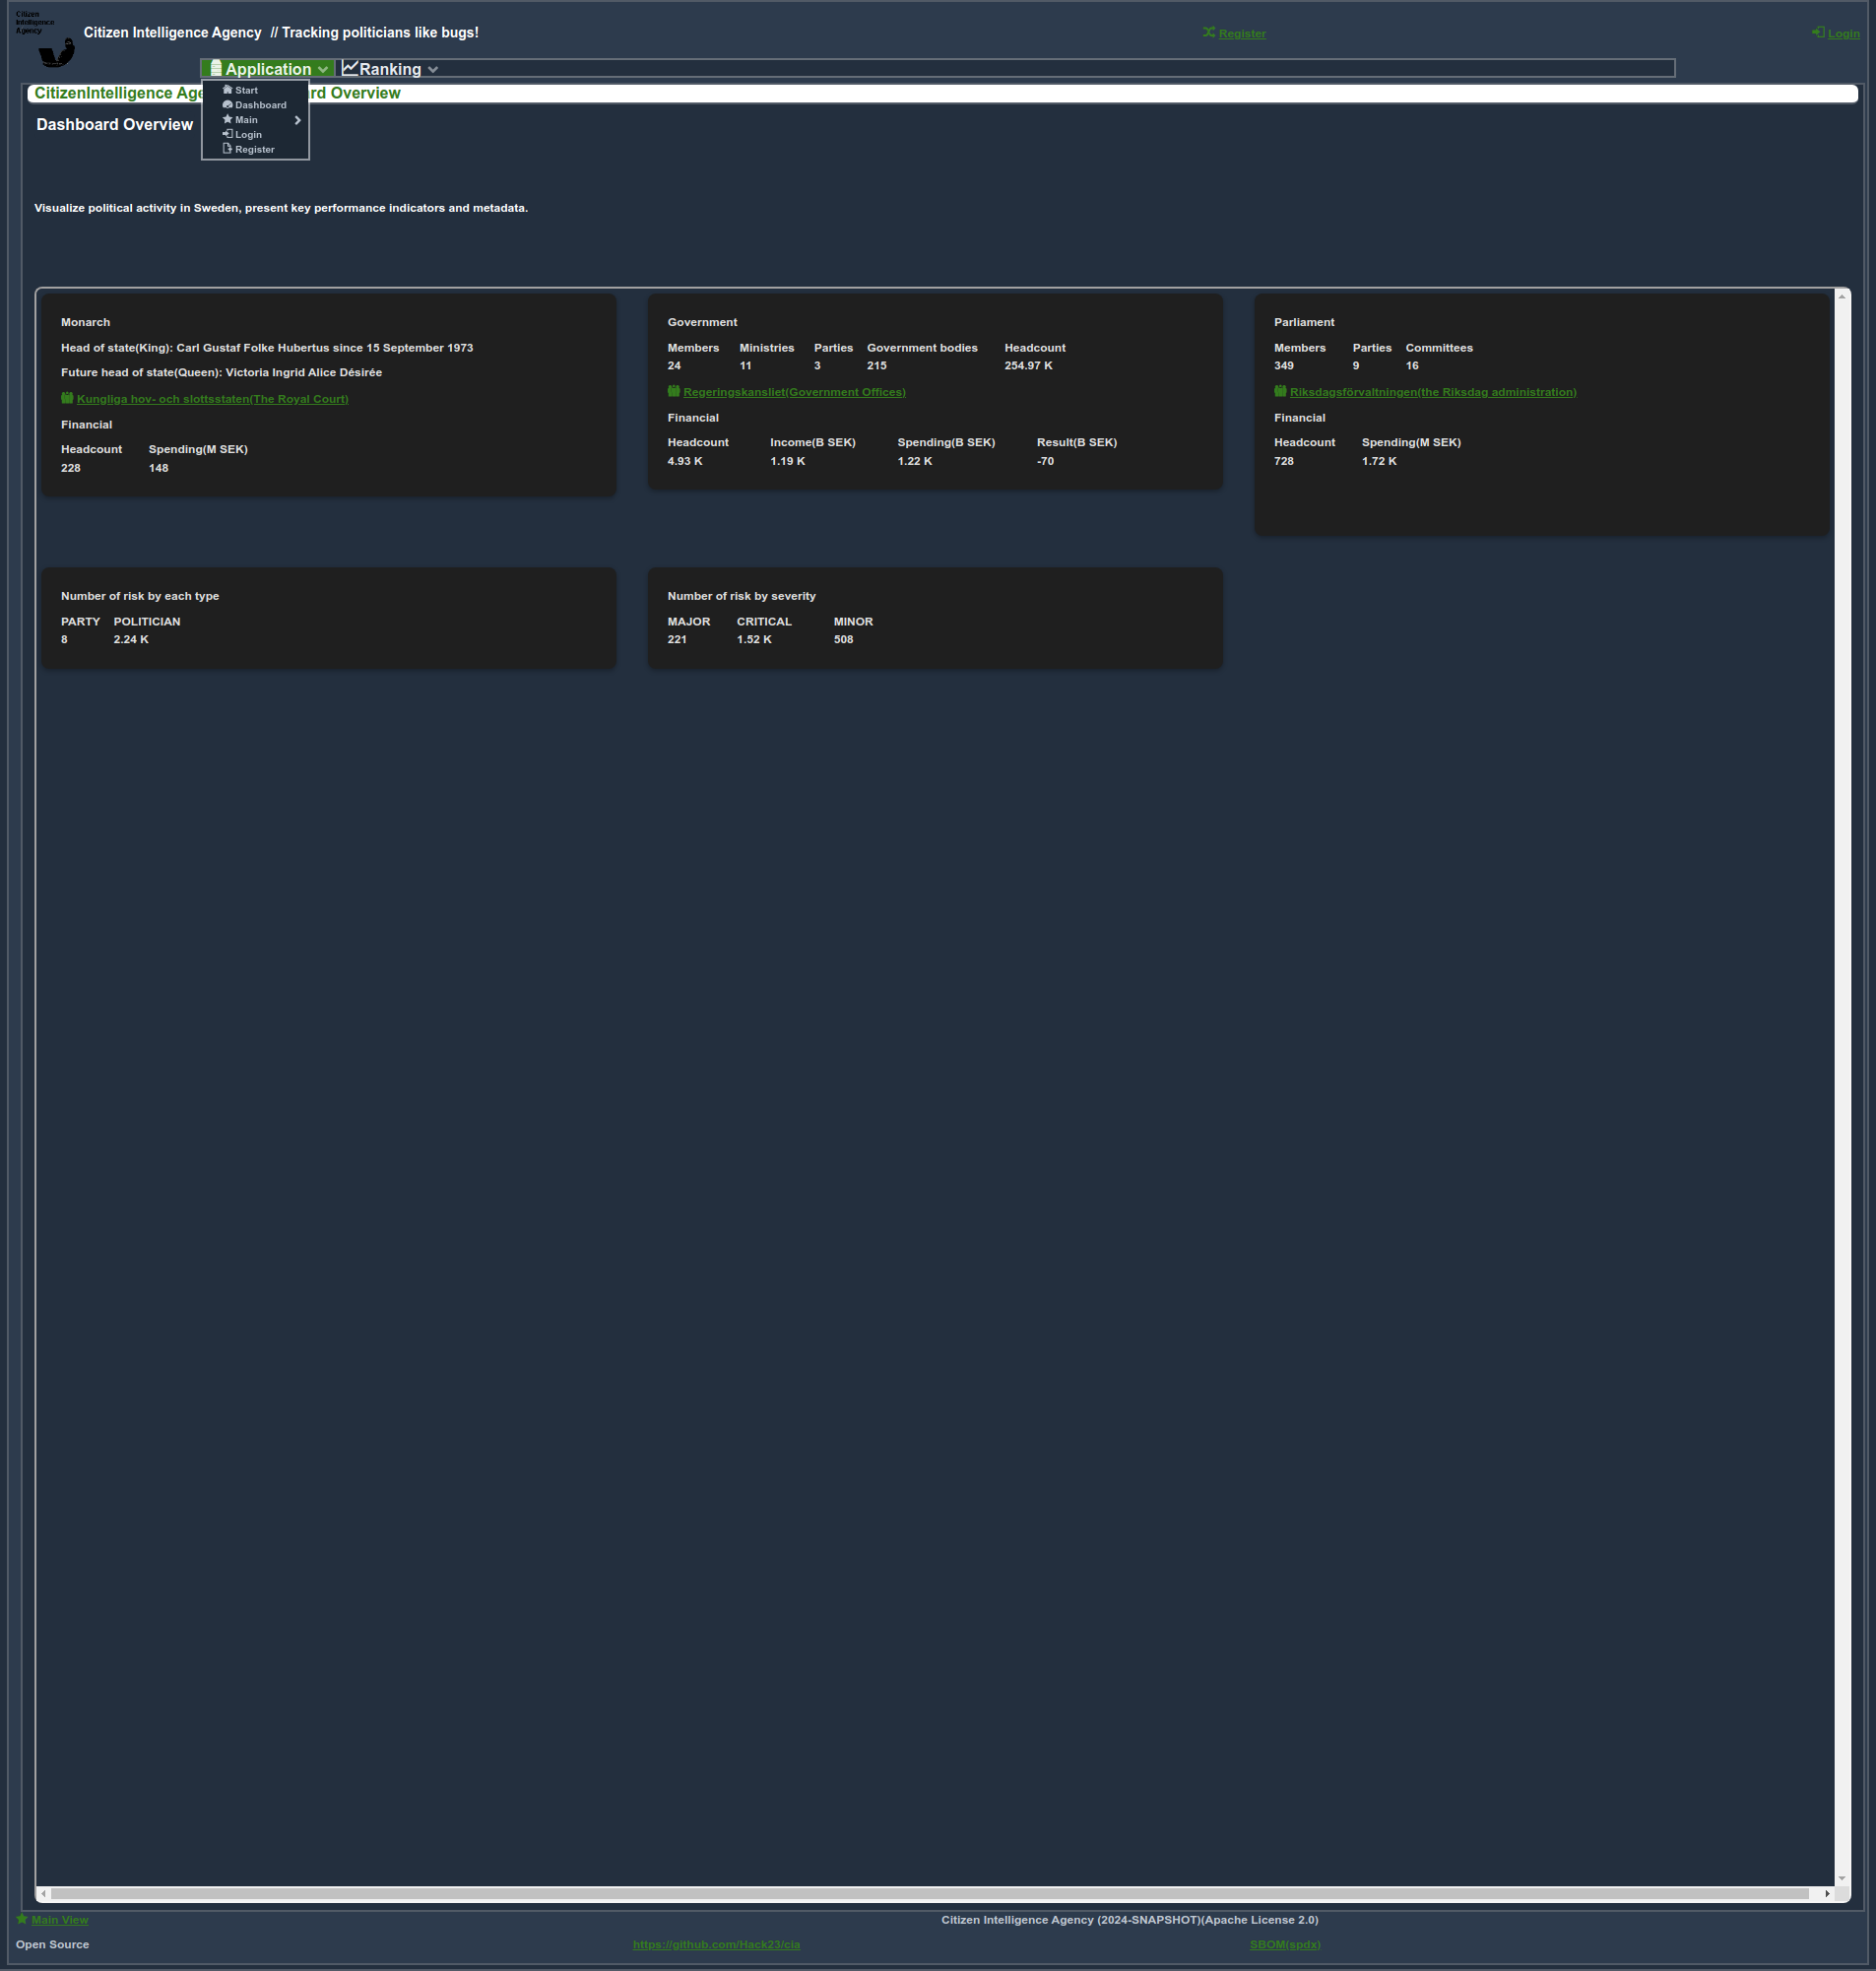 Citizen
Intelligence
Agency
Citizen Intelligence Agency // Tracking politicians like bugs!
Register
Login
Application
Ranking
CitizenIntelligence Age rd Overview
Start
Dashboard
Main
Login
Register
Dashboard Overview
Visualize political activity in Sweden, present key performance indicators and metadata.
Monarch
Head of state(King): Carl Gustaf Folke Hubertus since 15 September 1973
Future head of state(Queen): Victoria Ingrid Alice Désirée
Kungliga hov- och slottsstaten(The Royal Court)
Financial
Headcount Spending(M SEK)
228 148
Government
Members Ministries Parties Government bodies Headcount
24 11 3 215 254.97 K
Regeringskansliet(Government Offices)
Financial
Headcount Income(B SEK) Spending(B SEK) Result(B SEK)
4.93 K 1.19 K 1.22 K -70
Parliament
Members Parties Committees
349 9 16
Riksdagsförvaltningen(the Riksdag administration)
Financial
Headcount Spending(M SEK)
728 1.72 K
Number of risk by each type
PARTY POLITICIAN
8 2.24 K
Number of risk by severity
MAJOR CRITICAL MINOR
221 1.52 K 508
Main View
Citizen Intelligence Agency (2024-SNAPSHOT)(Apache License 2.0)
Open Source
https://github.com/Hack23/cia
SBOM(spdx)